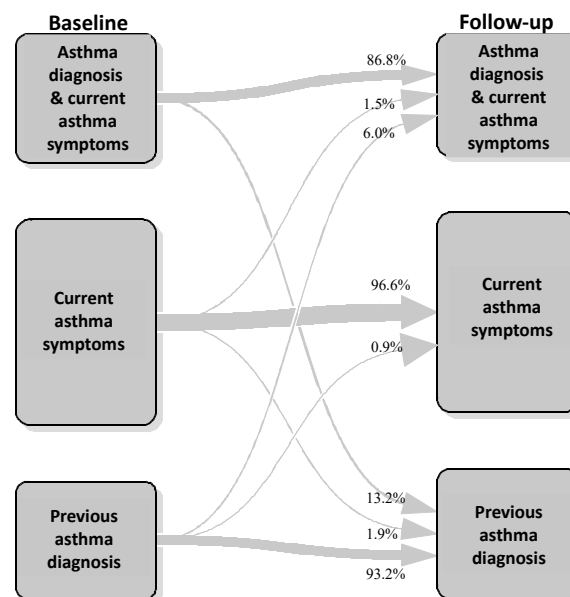 Baseline
Follow-up
Asthma
diagnosis
& current
asthma
symptoms
86.8%
1.5%
6.0%
Asthma
diagnosis
& current
asthma
symptoms
Current
asthma
symptoms
96.6%
0.9%
Current
asthma
symptoms
Previous
asthma
diagnosis
13.2%
1.9%
93.2%
Previous
asthma
diagnosis